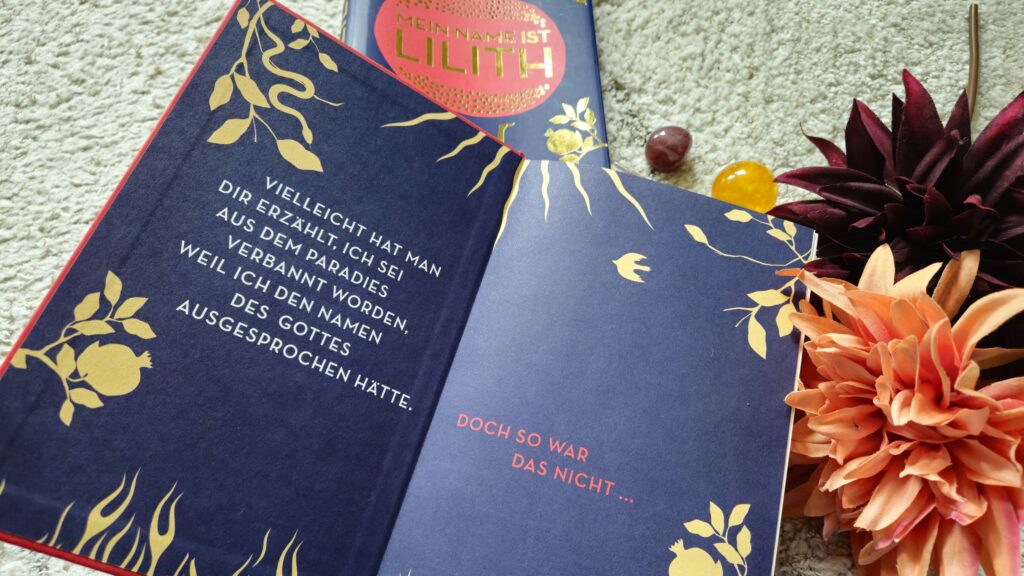 MEIN NAME IST
LILITH
VIELLEICHT HAT MAN
DIR ERZÄHLT, ICH SEI
AUS DEM PARADIES
VERBANNT WORDEN,
WEIL ICH DEN NAMEN
DES GOTTES
AUSGESPROCHEN HÄTTE.
DOCH SO WAR
DAS NICHT ...